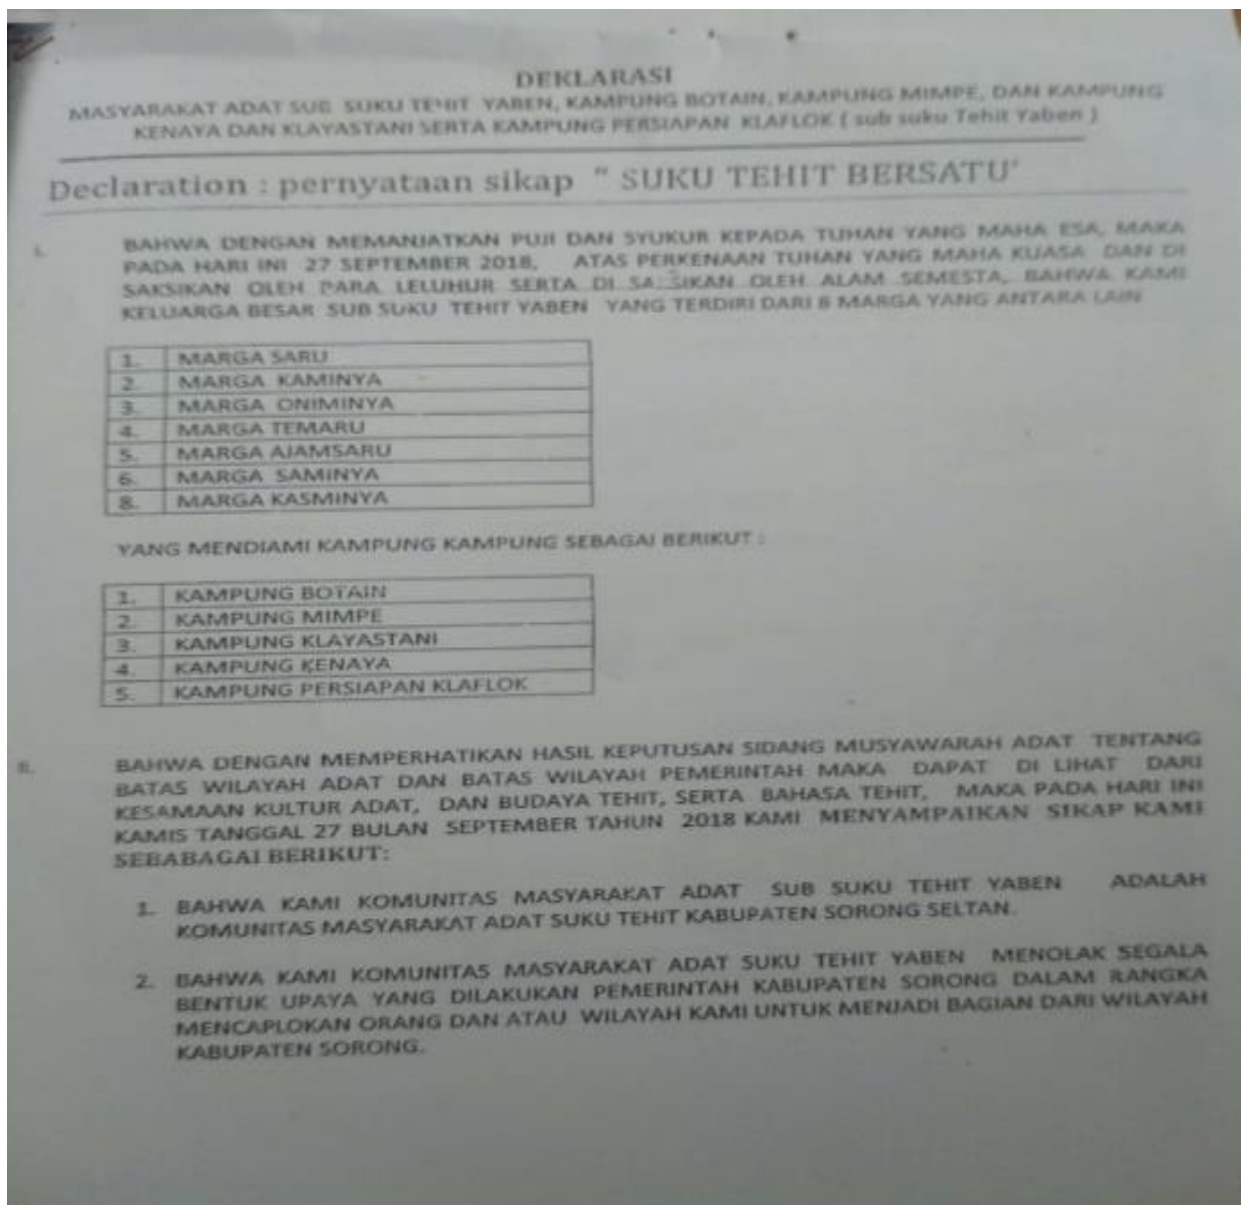 DEKLARASI
MASYARAKAT ADAT SUB SUKU TEHIT YABEN, KAMPUNG BOTAIN, KAMPUNG MIMPE, DAN KAMPUNG
KENAYA DAN KLAYASTANI SERTA KAMPUNG PERSIAPAN KLAFLOK ( sub suku Tehit Yaben )
Declaration : pernyataan sikap " SUKU TEHIT BERSATU'
I. BAHWA DENGAN MEMANJATKAN PUJI DAN SYUKUR KEPADA TUHAN YANG MAHA ESA, MAKA
PADA HARI INI 27 SEPTEMBER 2018, ATAS PERKENAAN TUHAN YANG MAHA KUASA DAN DI
SAKSIKAN OLEH PARA LELUHUR SERTA DI SAKSIKAN OLEH ALAM SEMESTA, BAHWA KAMI
KELUARGA BESAR SUB SUKU TEHIT YABEN YANG TERDIRI DARI 8 MARGA YANG ANTARA LAIN
1. MARGA SARU
2. MARGA KAMINYA
3. MARGA ONIMINYA
4. MARGA TEMARU
5. MARGA AJAMSARU
6. MARGA SAMINYA
8. MARGA KASMINYA
YANG MENDIAMI KAMPUNG KAMPUNG SEBAGAI BERIKUT :
1. KAMPUNG BOTAIN
2. KAMPUNG MIMPE
3. KAMPUNG KLAYASTANI
4. KAMPUNG KENAYA
5. KAMPUNG PERSIAPAN KLAFLOK
II. BAHWA DENGAN MEMPERHATIKAN HASIL KEPUTUSAN SIDANG MUSYAWARAH ADAT TENTANG
BATAS WILAYAH ADAT DAN BATAS WILAYAH PEMERINTAH MAKA DAPAT DI LIHAT DARI
KESAMAAN KULTUR ADAT, DAN BUDAYA TEHIT, SERTA BAHASA TEHIT, MAKA PADA HARI INI
KAMIS TANGGAL 27 BULAN SEPTEMBER TAHUN 2018 KAMI MENYAMPAIKAN SIKAP KAMI
SEBABAGAI BERIKUT:
1. BAHWA KAMI KOMUNITAS MASYARAKAT ADAT SUB SUKU TEHIT YABEN ADALAH
KOMUNITAS MASYARAKAT ADAT SUKU TEHIT KABUPATEN SORONG SELTAN.
2. BAHWA KAMI KOMUNITAS MASYARAKAT ADAT SUKU TEHIT YABEN MENOLAK SEGALA
BENTUK UPAYA YANG DILAKUKAN PEMERINTAH KABUPATEN SORONG DALAM RANGKA
MENCAPLOKAN ORANG DAN ATAU WILAYAH KAMI UNTUK MENJADI BAGIAN DARI WILAYAH
KABUPATEN SORONG.